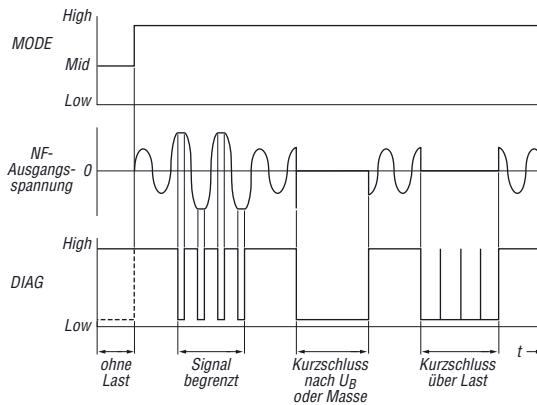 High
MODE
Mid
Low
NF-
Ausgangs-
spannung
0
High
DIAG
Low
t
ohne
Last
Signal
begrenzt
Kurzschluss
nach UB
oder Masse
Kurzschluss
über Last